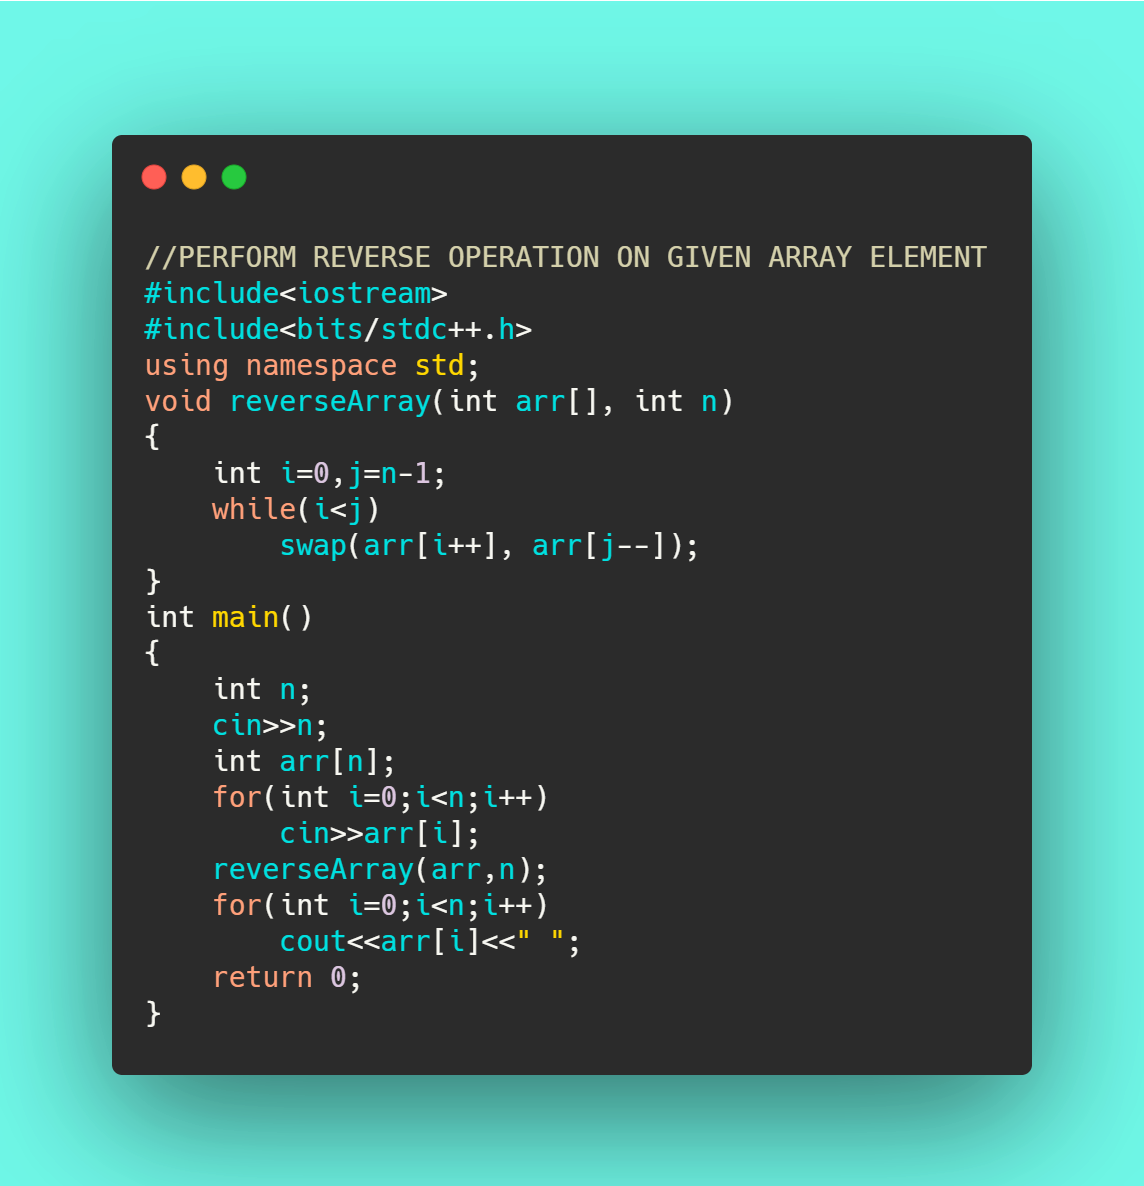 //PERFORM REVERSE OPERATION ON GIVEN ARRAY ELEMENT
#include<iostream>
#include<bits/stdc++.h>
using namespace std;
void reverseArray(int arr[], int n)
{
    int i=0,j=n-1;
    while(i<j)
        swap(arr[i++], arr[j--]);
}
int main()
{
    int n;
    cin>>n;
    int arr[n];
    for(int i=0;i<n;i++)
        cin>>arr[i];
    reverseArray(arr,n);
    for(int i=0;i<n;i++)
        cout<<arr[i]<<" ";
    return 0;
}